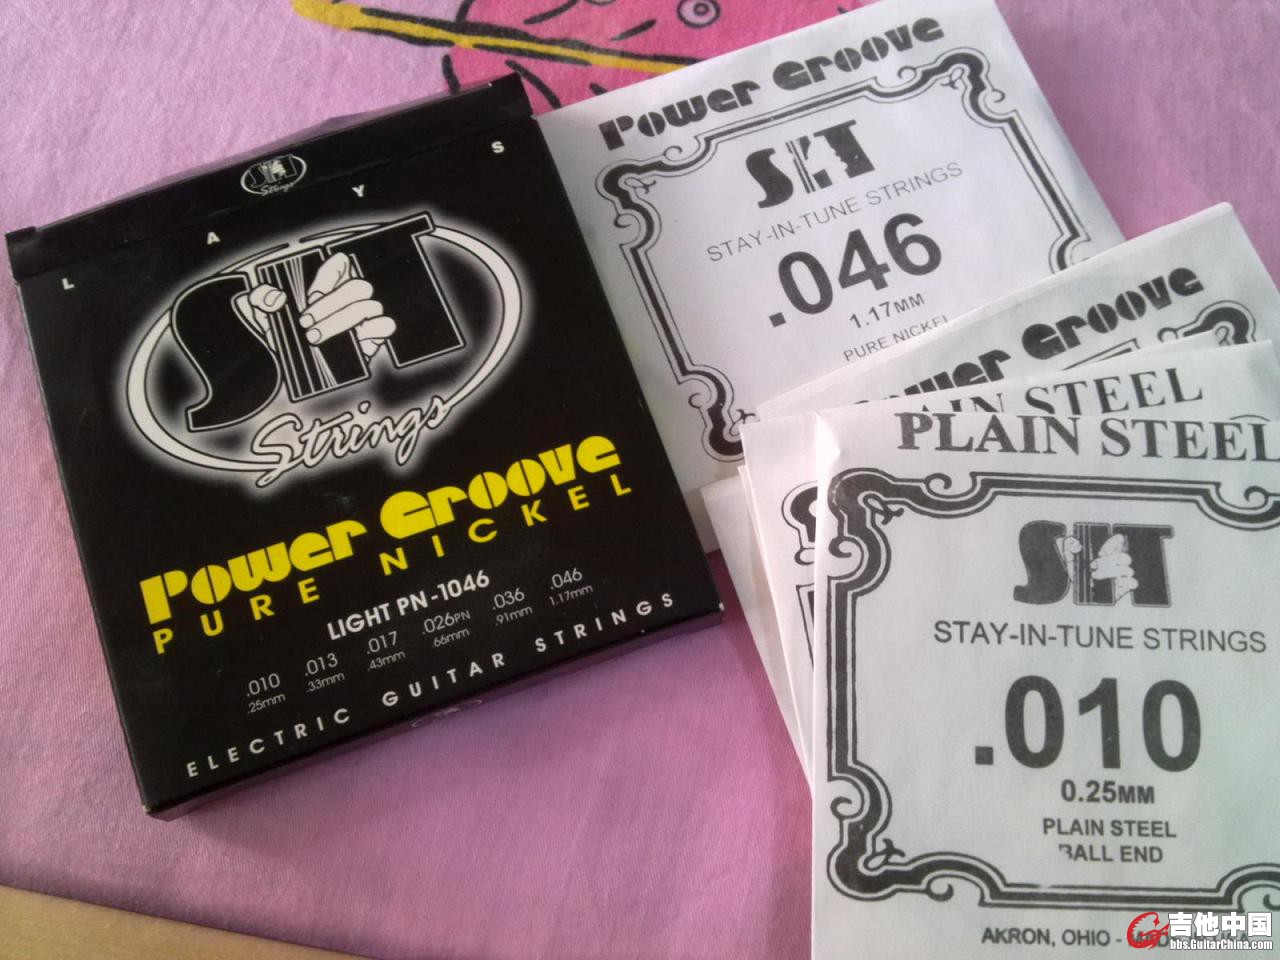 L A Y S
SIT
Strings
SIT
Strings
Power Groove
PURE NICKEL
LIGHT PN-1046
.010 .013 .017 .026PN .036 .046
.25mm .33mm .43mm .66mm .91mm 1.17mm
ELECTRIC GUITAR STRINGS
Power Groove
SIT
STAY-IN-TUNE STRINGS
.046
1.17MM
PURE NICKEL
Power Groove
PLAIN STEEL
PLAIN STEEL
SIT
STAY-IN-TUNE STRINGS
.010
0.25MM
PLAIN STEEL
BALL END
AKRON, OHIO -
吉他中国
bbs.GuitarChina.com